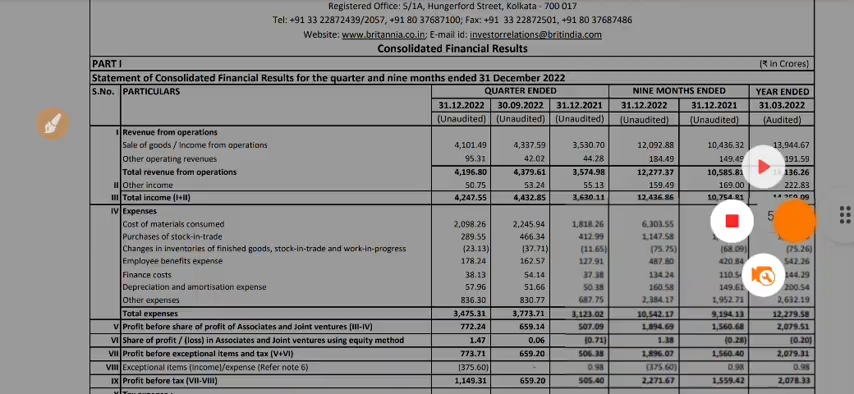 Registered Office: 5/1A, Hungerford Street, Kolkata - 700 017
Tel: +91 33 22872439/2057, +91 80 37687100; Fax: +91 33 22872501, +91 80 37687486
Website: www.britannia.co.in; E-mail id: investorrelations@britindia.com
Consolidated Financial Results
PART I (₹ in Crores)
Statement of Consolidated Financial Results for the quarter and nine months ended 31 December 2022
S.No. PARTICULARS QUARTER ENDED NINE MONTHS ENDED YEAR ENDED
31.12.2022 30.09.2022 31.12.2021 31.12.2022 31.12.2021 31.03.2022
(Unaudited) (Unaudited) (Unaudited) (Unaudited) (Unaudited) (Audited)
I Revenue from operations
Sale of goods / Income from operations 4,101.49 4,337.59 3,530.70 12,092.88 10,436.32 13,944.67
Other operating revenues 95.31 42.02 44.28 184.49 149.49 191.59
Total revenue from operations 4,196.80 4,379.61 3,574.98 12,277.37 10,585.81
II Other income 50.75 53.24 55.13 159.49 169.00 222.83
III Total income (I+II) 4,247.55 4,432.85 3,630.11 12,436.86 10,754.81
IV Expenses
Cost of materials consumed 2,098.26 2,245.94 1,818.26 6,303.55
Purchases of stock-in-trade 289.55 466.34 412.99 1,147.58
Changes in inventories of finished goods, stock-in-trade and work-in-progress (23.13) (37.71) (11.65) (75.75) (68.09) (75.26)
Employee benefits expense 178.24 162.57 127.91 487.80 420.84 542.26
Finance costs 38.13 54.14 37.38 134.24 144.29
Depreciation and amortisation expense 57.96 51.66 50.38 160.58 200.54
Other expenses 836.30 830.77 687.75 2,384.17 1,952.71 2,632.19
Total expenses 3,475.31 3,773.71 3,123.02 10,542.17 9,194.13 12,279.58
V Profit before share of profit of Associates and Joint ventures (III-IV) 772.24 659.14 507.09 1,894.69 1,560.68 2,079.51
VI Share of profit / (loss) in Associates and Joint ventures using equity method 1.47 0.06 (0.71) 1.38 (0.28) (0.20)
VII Profit before exceptional items and tax (V+VI) 773.71 659.20 506.38 1,896.07 1,560.40 2,079.31
VIII Exceptional items (Income)/expense (Refer note 6) (375.60) - 0.98 (375.60) 0.98 0.98
IX Profit before tax (VII-VIII) 1,149.31 659.20 505.40 2,271.67 1,559.42 2,078.33